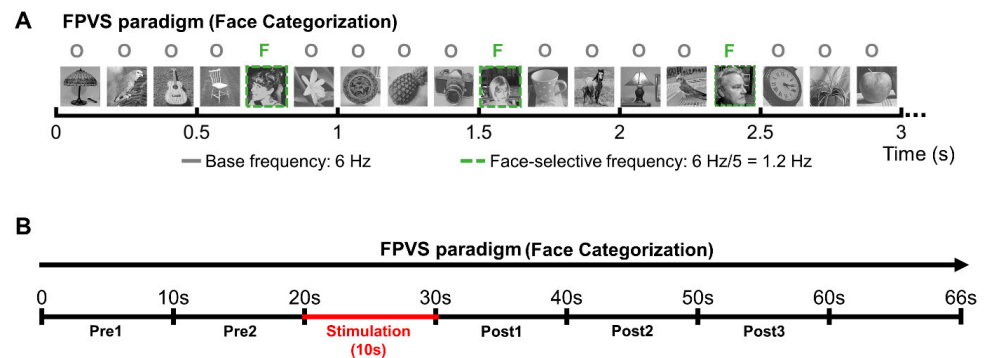 A
FPVS paradigm (Face Categorization)
O O O O F O O O O F O O O O F O O O
0 0.5 1 1.5 2 2.5 3
Time (s)
Base frequency: 6 Hz Face-selective frequency: 6 Hz/5 = 1.2 Hz
B
FPVS paradigm (Face Categorization)
0 10s 20s 30s 40s 50s 60s 66s
Pre1 Pre2 Stimulation Post1 Post2 Post3
(10s)